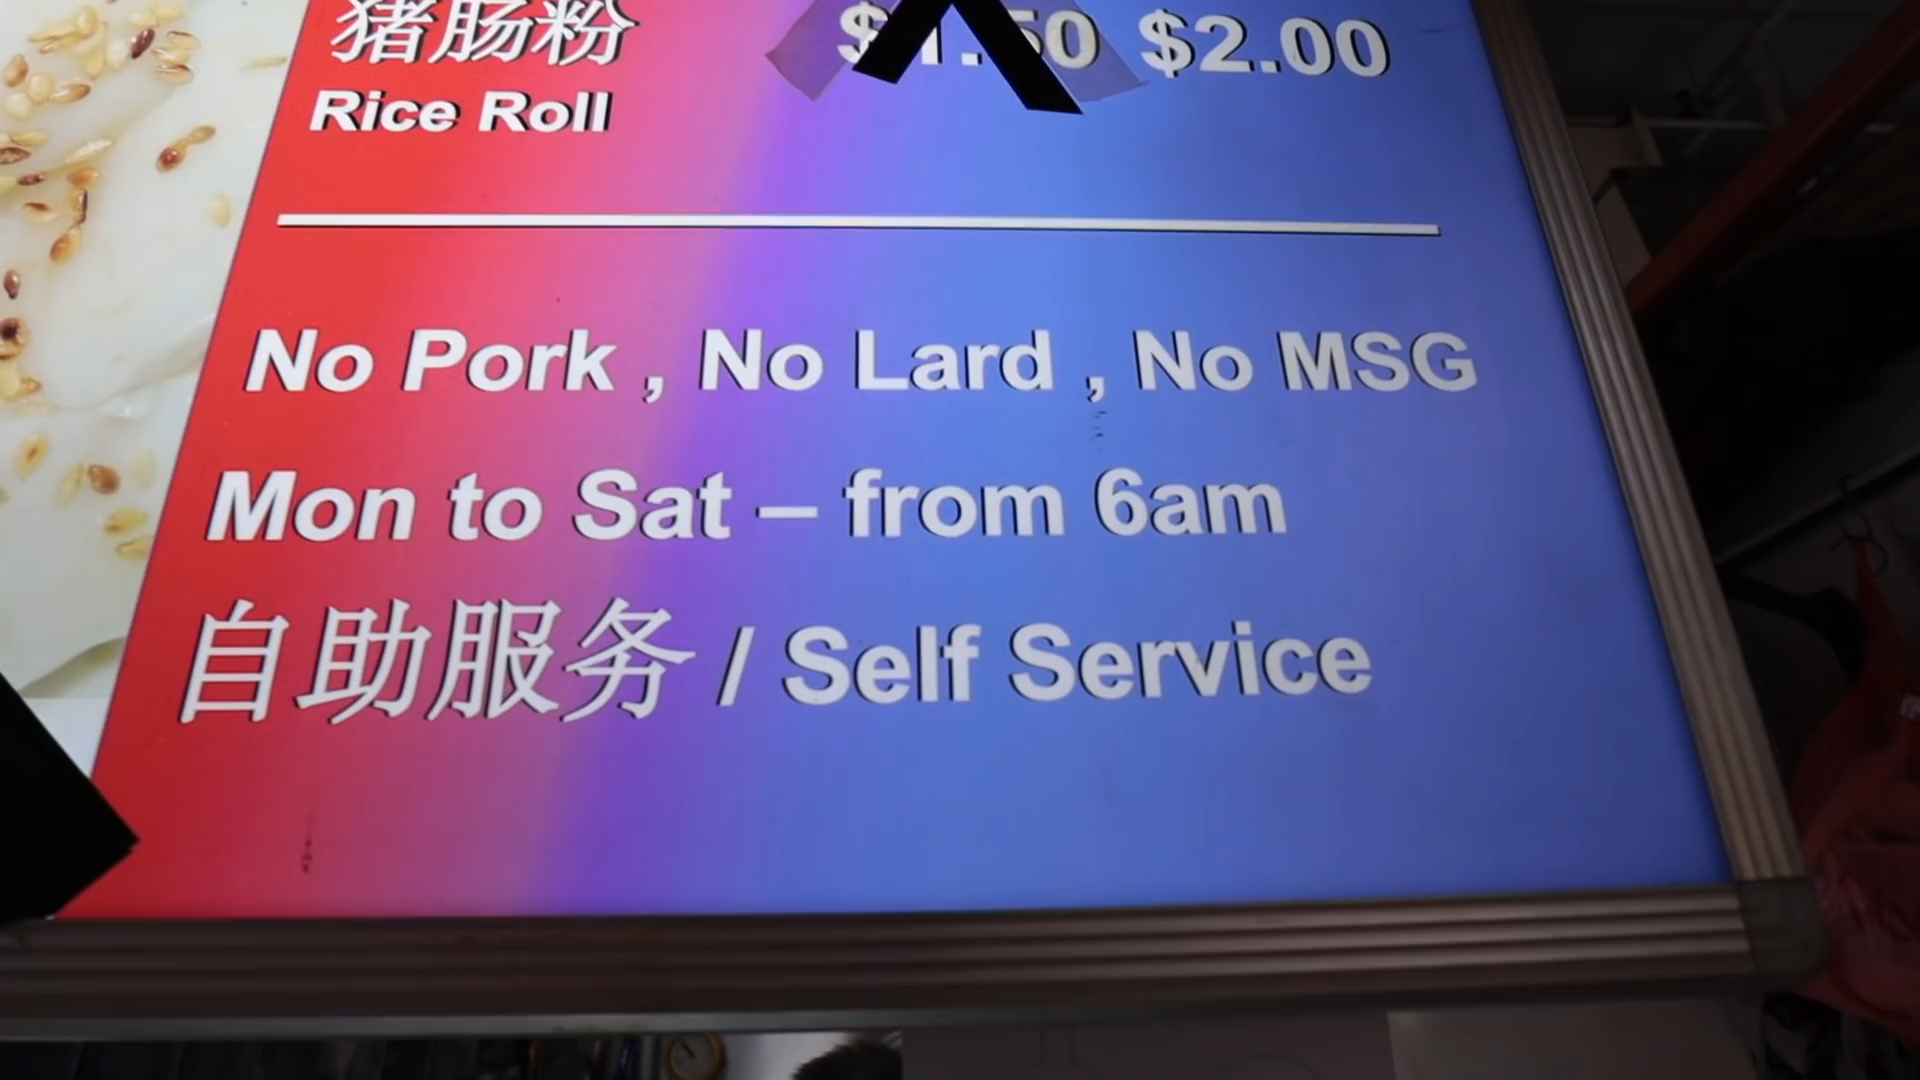 猪肠粉 $1.50 $2.00
Rice Roll
No Pork , No Lard , No MSG
Mon to Sat – from 6am
自助服务 / Self Service